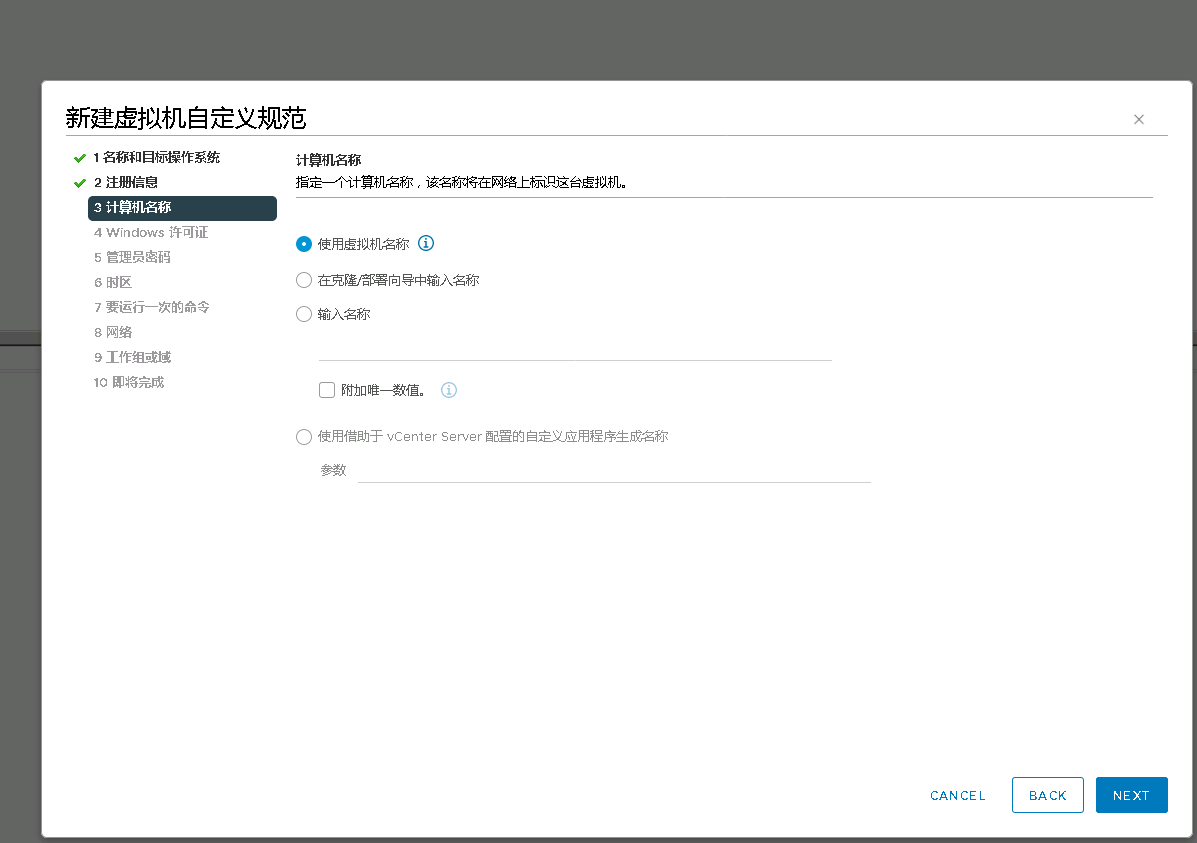 新建虚拟机自定义规范
1 名称和目标操作系统
2 注册信息
3 计算机名称
4 Windows 许可证
5 管理员密码
6 时区
7 要运行一次的命令
8 网络
9 工作组或域
10 即将完成
计算机名称
指定一个计算机名称，该名称将在网络上标识这台虚拟机。
使用虚拟机名称
在克隆/部署向导中输入名称
输入名称
附加唯一数值。
使用借助于 vCenter Server 配置的自定义应用程序生成名称
参数
CANCEL
BACK
NEXT